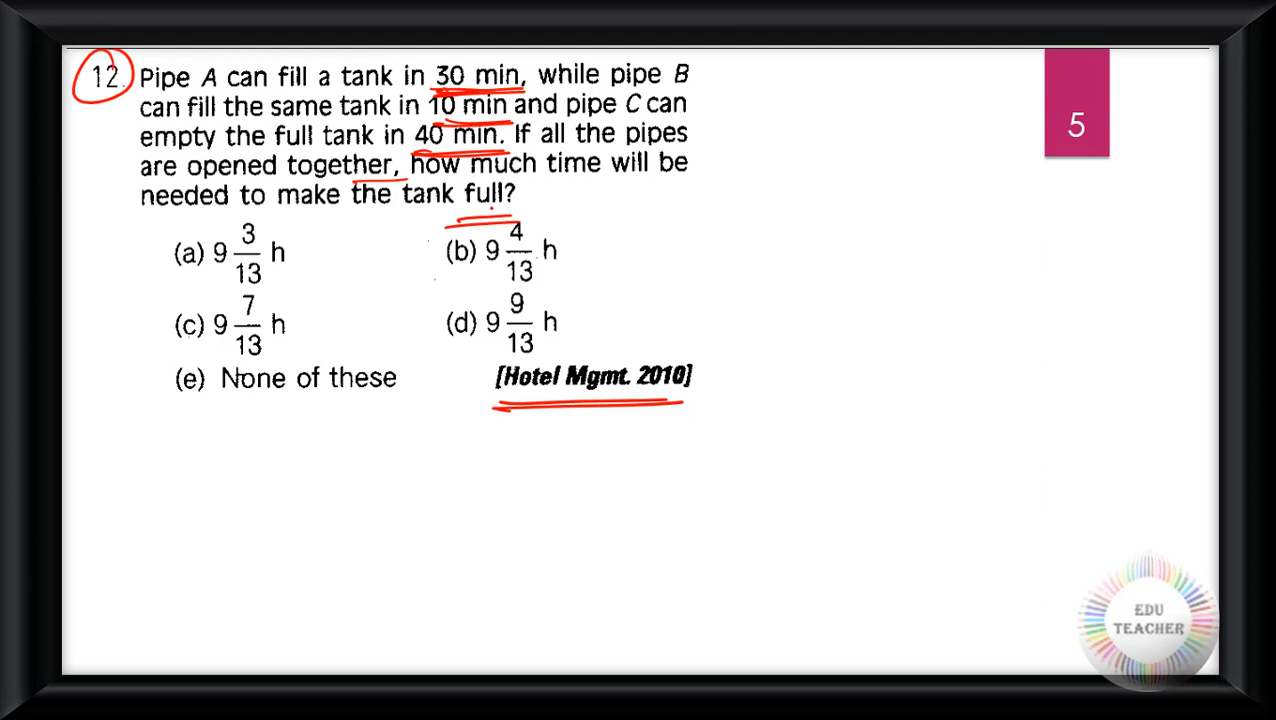 12. Pipe A can fill a tank in 30 min, while pipe B
can fill the same tank in 10 min and pipe C can
empty the full tank in 40 min. If all the pipes
are opened together, how much time will be
needed to make the tank full?
(a) 9 3/13 h (b) 9 4/13 h
(c) 9 7/13 h (d) 9 9/13 h
(e) None of these [Hotel Mgmt. 2010]
5
EDU
TEACHER